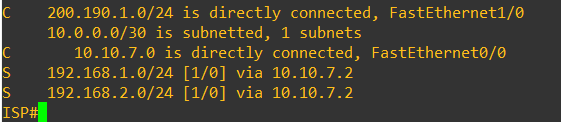 C    200.190.1.0/24 is directly connected, FastEthernet1/0
     10.0.0.0/30 is subnetted, 1 subnets
C       10.10.7.0 is directly connected, FastEthernet0/0
S    192.168.1.0/24 [1/0] via 10.10.7.2
S    192.168.2.0/24 [1/0] via 10.10.7.2
ISP#